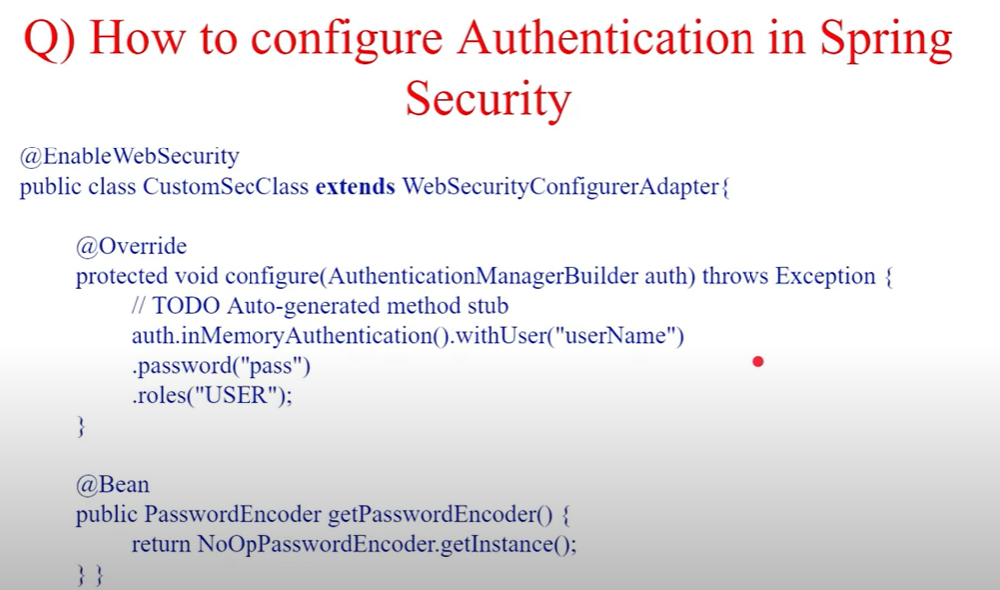 Q) How to configure Authentication in Spring
Security
@EnableWebSecurity
public class CustomSecClass extends WebSecurityConfigurerAdapter{
@Override
protected void configure(AuthenticationManagerBuilder auth) throws Exception {
// TODO Auto-generated method stub
auth.inMemoryAuthentication().withUser("userName")
.password("pass")
.roles("USER");
}
@Bean
public PasswordEncoder getPasswordEncoder() {
return NoOpPasswordEncoder.getInstance();
} }